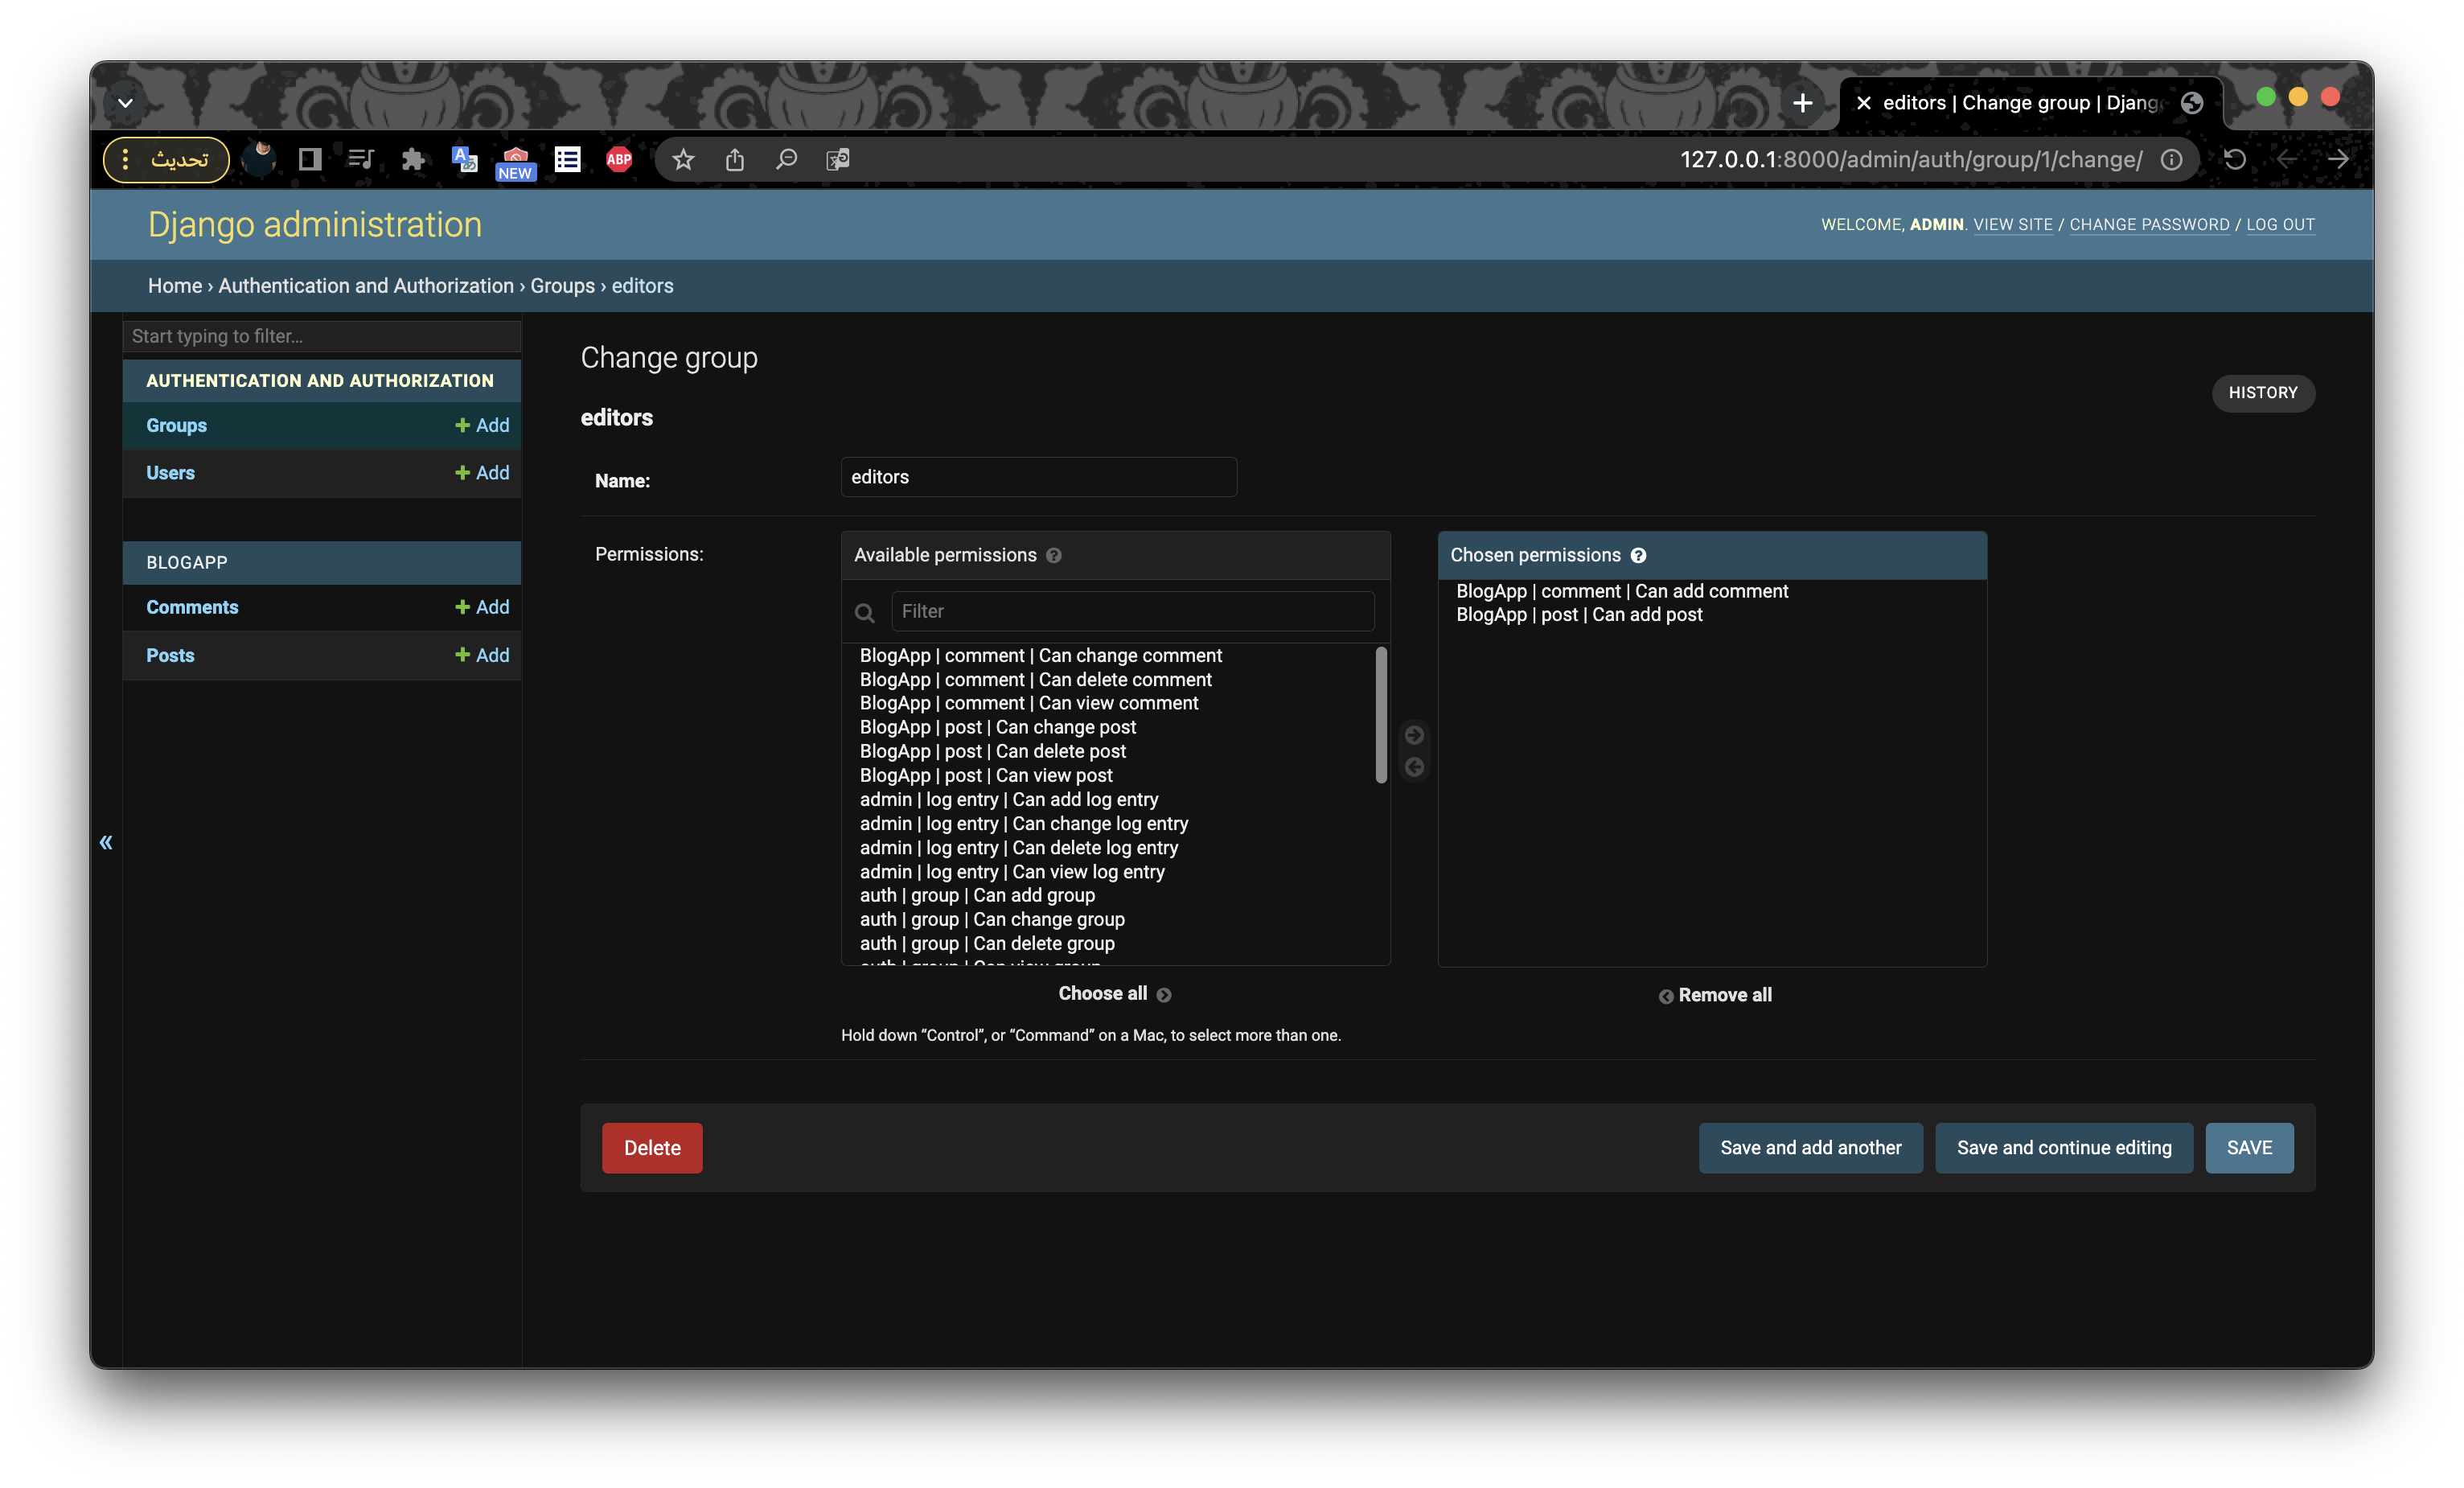 editors | Change group | Djang
تحديث
NEW
ABP
127.0.0.1:8000/admin/auth/group/1/change/
Django administration
WELCOME, ADMIN. VIEW SITE / CHANGE PASSWORD / LOG OUT
Home › Authentication and Authorization › Groups › editors
Start typing to filter...
AUTHENTICATION AND AUTHORIZATION
Groups + Add
Users + Add
BLOGAPP
Comments + Add
Posts + Add
«
Change group
HISTORY
editors
Name: editors
Permissions:
Available permissions ?
Filter
BlogApp | comment | Can change comment
BlogApp | comment | Can delete comment
BlogApp | comment | Can view comment
BlogApp | post | Can change post
BlogApp | post | Can delete post
BlogApp | post | Can view post
admin | log entry | Can add log entry
admin | log entry | Can change log entry
admin | log entry | Can delete log entry
admin | log entry | Can view log entry
auth | group | Can add group
auth | group | Can change group
auth | group | Can delete group
auth | group | Can view group
Choose all
Chosen permissions ?
BlogApp | comment | Can add comment
BlogApp | post | Can add post
Remove all
Hold down “Control”, or “Command” on a Mac, to select more than one.
Delete
Save and add another
Save and continue editing
SAVE